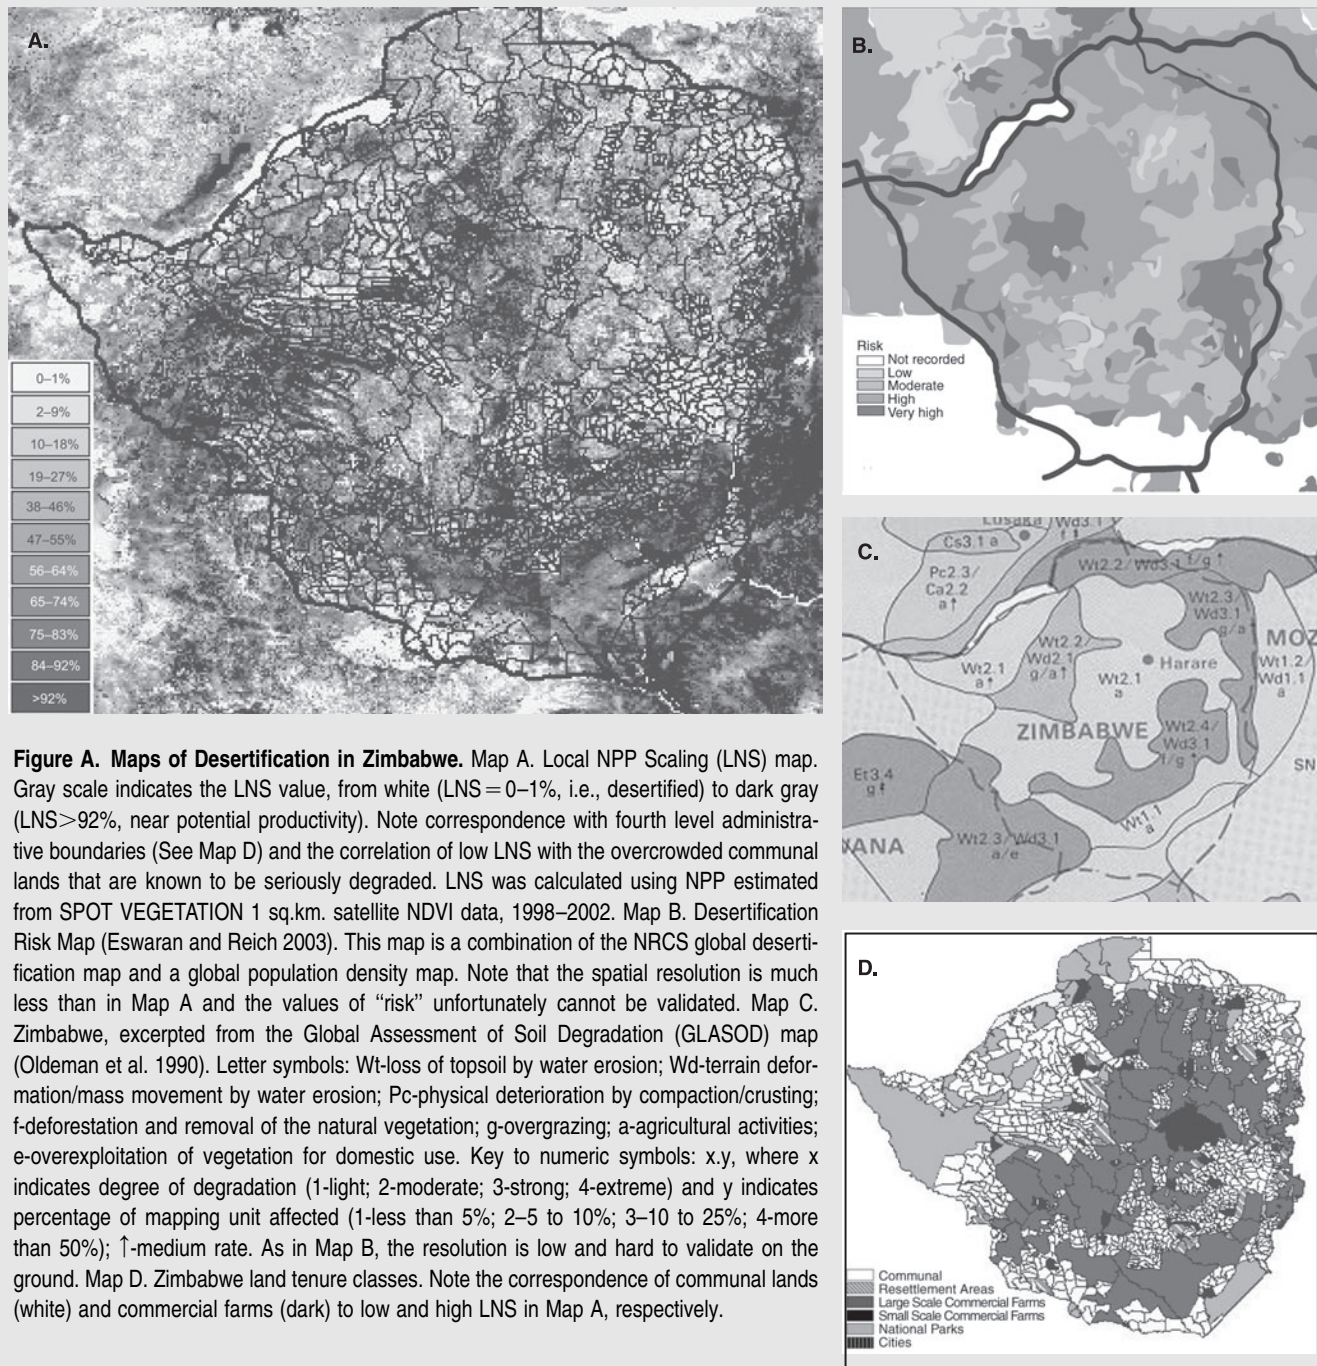 A.
0–1%
2–9%
10–18%
19–27%
38–46%
47–55%
56–64%
65–74%
75–83%
84–92%
>92%
B.
Risk
Not recorded
Low
Moderate
High
Very high
C.
Lusaka
Wd3.1
f
Cs3.1 a
Pc2.3/
Ca2.2
a↑
Wt2.2/Wd3.1 f/g ↑
Wt2.3/
Wd3.1
g/a↑
MOZ
Wt2.2/
Wd2.1
g/a↑
Wt2.1
a↑
Harare
Wt2.1
a
Wt1.2/
Wd1.1
a
ZIMBABWE
Wt2.4/
Wd3.1
f/g ↑
SN
Et3.4
g
Wt1.1
a
WANA
Wt2.3/Wd3.1
a/e
D.
Communal
Resettlement Areas
Large Scale Commercial Farms
Small Scale Commercial Farms
National Parks
Cities
Figure A. Maps of Desertification in Zimbabwe. Map A. Local NPP Scaling (LNS) map.
Gray scale indicates the LNS value, from white (LNS = 0–1%, i.e., desertified) to dark gray
(LNS>92%, near potential productivity). Note correspondence with fourth level administra-
tive boundaries (See Map D) and the correlation of low LNS with the overcrowded communal
lands that are known to be seriously degraded. LNS was calculated using NPP estimated
from SPOT VEGETATION 1 sq.km. satellite NDVI data, 1998–2002. Map B. Desertification
Risk Map (Eswaran and Reich 2003). This map is a combination of the NRCS global deserti-
fication map and a global population density map. Note that the spatial resolution is much
less than in Map A and the values of “risk” unfortunately cannot be validated. Map C.
Zimbabwe, excerpted from the Global Assessment of Soil Degradation (GLASOD) map
(Oldeman et al. 1990). Letter symbols: Wt-loss of topsoil by water erosion; Wd-terrain defor-
mation/mass movement by water erosion; Pc-physical deterioration by compaction/crusting;
f-deforestation and removal of the natural vegetation; g-overgrazing; a-agricultural activities;
e-overexploitation of vegetation for domestic use. Key to numeric symbols: x.y, where x
indicates degree of degradation (1-light; 2-moderate; 3-strong; 4-extreme) and y indicates
percentage of mapping unit affected (1-less than 5%; 2–5 to 10%; 3–10 to 25%; 4-more
than 50%); ↑-medium rate. As in Map B, the resolution is low and hard to validate on the
ground. Map D. Zimbabwe land tenure classes. Note the correspondence of communal lands
(white) and commercial farms (dark) to low and high LNS in Map A, respectively.